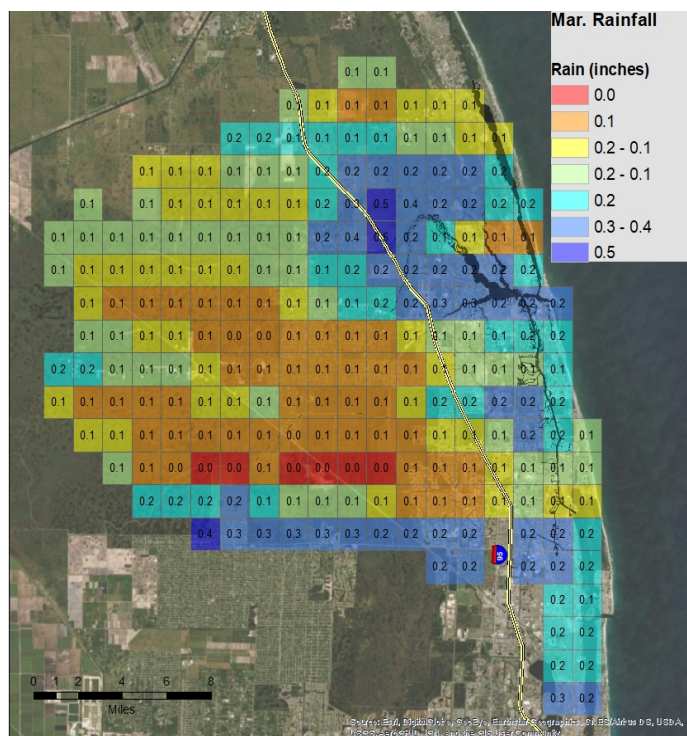 Mar. Rainfall
Rain (inches)
0.0
0.1
0.2 - 0.1
0.2 - 0.1
0.2
0.3 - 0.4
0.5
0.1 0.1
0.1 0.1 0.1 0.1 0.1 0.1 0.1
0.2 0.2 0.1 0.1 0.1 0.1 0.1 0.1 0.1 0.1
0.1 0.1 0.1 0.1 0.1 0.1 0.2 0.2 0.2 0.2 0.2 0.2 0.2
0.1 0.1 0.1 0.1 0.1 0.1 0.1 0.2 0.3 0.5 0.4 0.2 0.2 0.2 0.2
0.1 0.1 0.1 0.1 0.1 0.1 0.1 0.1 0.1 0.2 0.4 0.5 0.2 0.1 0.1 0.1 0.1
0.1 0.1 0.1 0.1 0.1 0.1 0.1 0.1 0.1 0.1 0.2 0.2 0.2 0.2 0.2 0.2 0.2
0.1 0.1 0.1 0.1 0.1 0.1 0.1 0.1 0.1 0.2 0.2 0.2 0.3 0.3 0.2 0.2 0.2
0.1 0.1 0.1 0.1 0.1 0.0 0.0 0.1 0.1 0.1 0.1 0.1 0.1 0.1 0.1 0.2 0.2
0.2 0.2 0.1 0.1 0.1 0.1 0.1 0.1 0.1 0.1 0.1 0.1 0.1 0.1 0.1 0.1 0.1 0.2
0.1 0.1 0.1 0.1 0.1 0.1 0.1 0.1 0.1 0.1 0.1 0.1 0.1 0.2 0.2 0.2 0.2 0.2
0.1 0.1 0.1 0.0 0.1 0.1 0.1 0.0 0.1 0.1 0.1 0.1 0.1 0.1 0.1 0.2 0.2 0.1
0.1 0.1 0.0 0.0 0.0 0.1 0.0 0.0 0.0 0.0 0.1 0.1 0.1 0.1 0.1 0.1 0.1
0.2 0.2 0.2 0.2 0.1 0.1 0.1 0.1 0.1 0.1 0.1 0.1 0.1 0.1 0.1 0.1
0.4 0.3 0.3 0.3 0.3 0.3 0.2 0.2 0.2 0.2 0.2 0.2 0.1
95
0.2 0.2 0.2 0.2 0.1
0.2 0.1
0.2 0.2
0.2 0.2
0.3 0.2
0 2 4 8
Miles